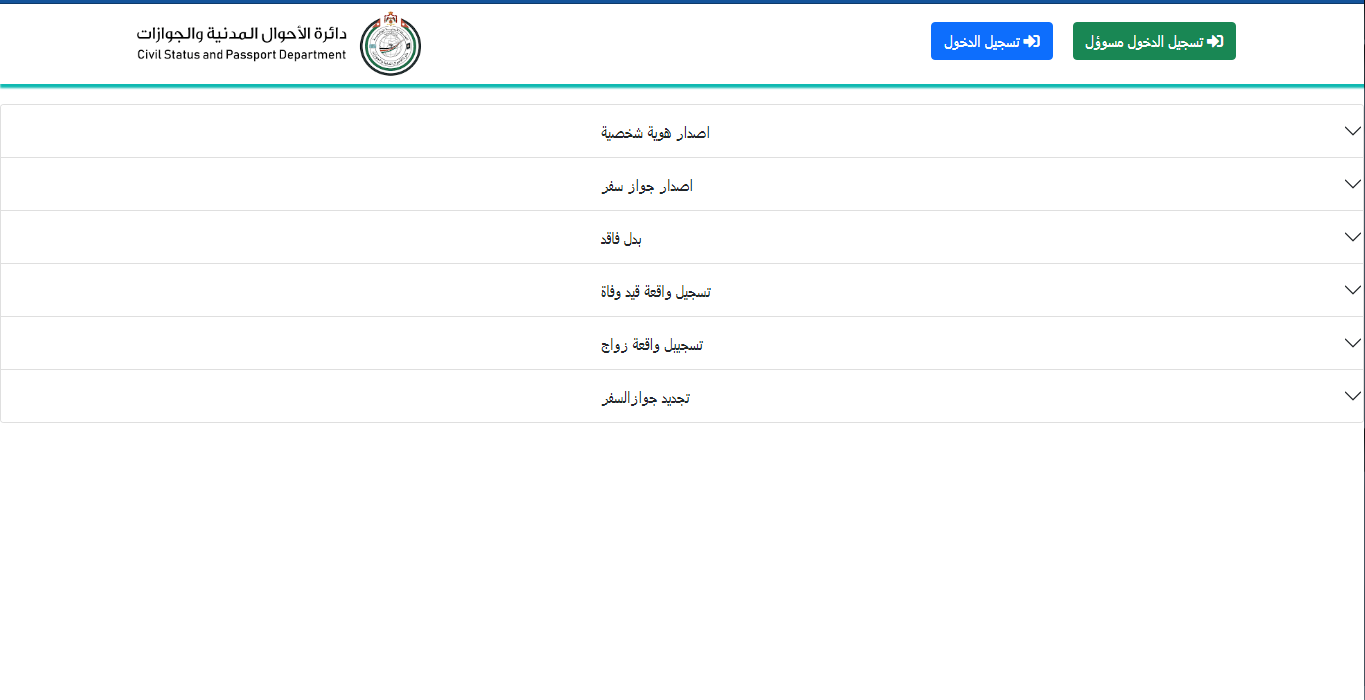 تسجيل الدخول مسوؤل
تسجيل الدخول
دائرة الأحوال المدنية والجوازات
Civil Status and Passport Department
اصدار هوية شخصية
اصدار جواز سفر
بدل فاقد
تسجيل واقعة قيد وفاة
تسجييل واقعة زواج
تجديد جوازالسفر